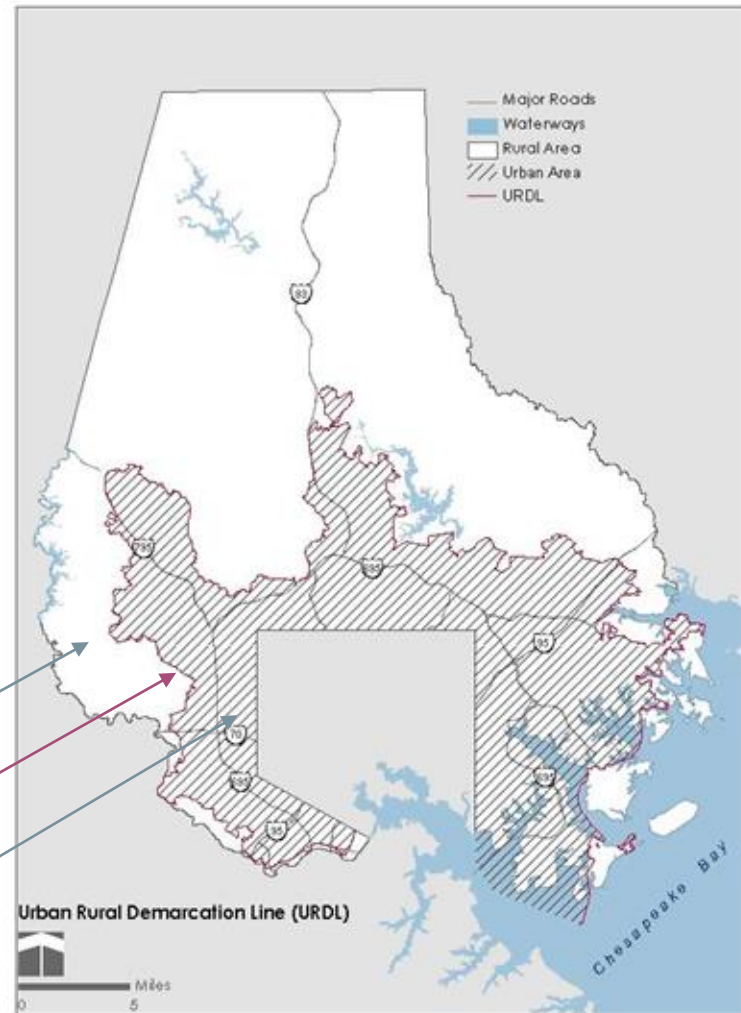 Major Roads
Waterways
Rural Area
Urban Area
URDL
83
795
695
95
70
695
695
95
Chesapeake Bay
Urban Rural Demarcation Line (URDL)
Miles
0 5